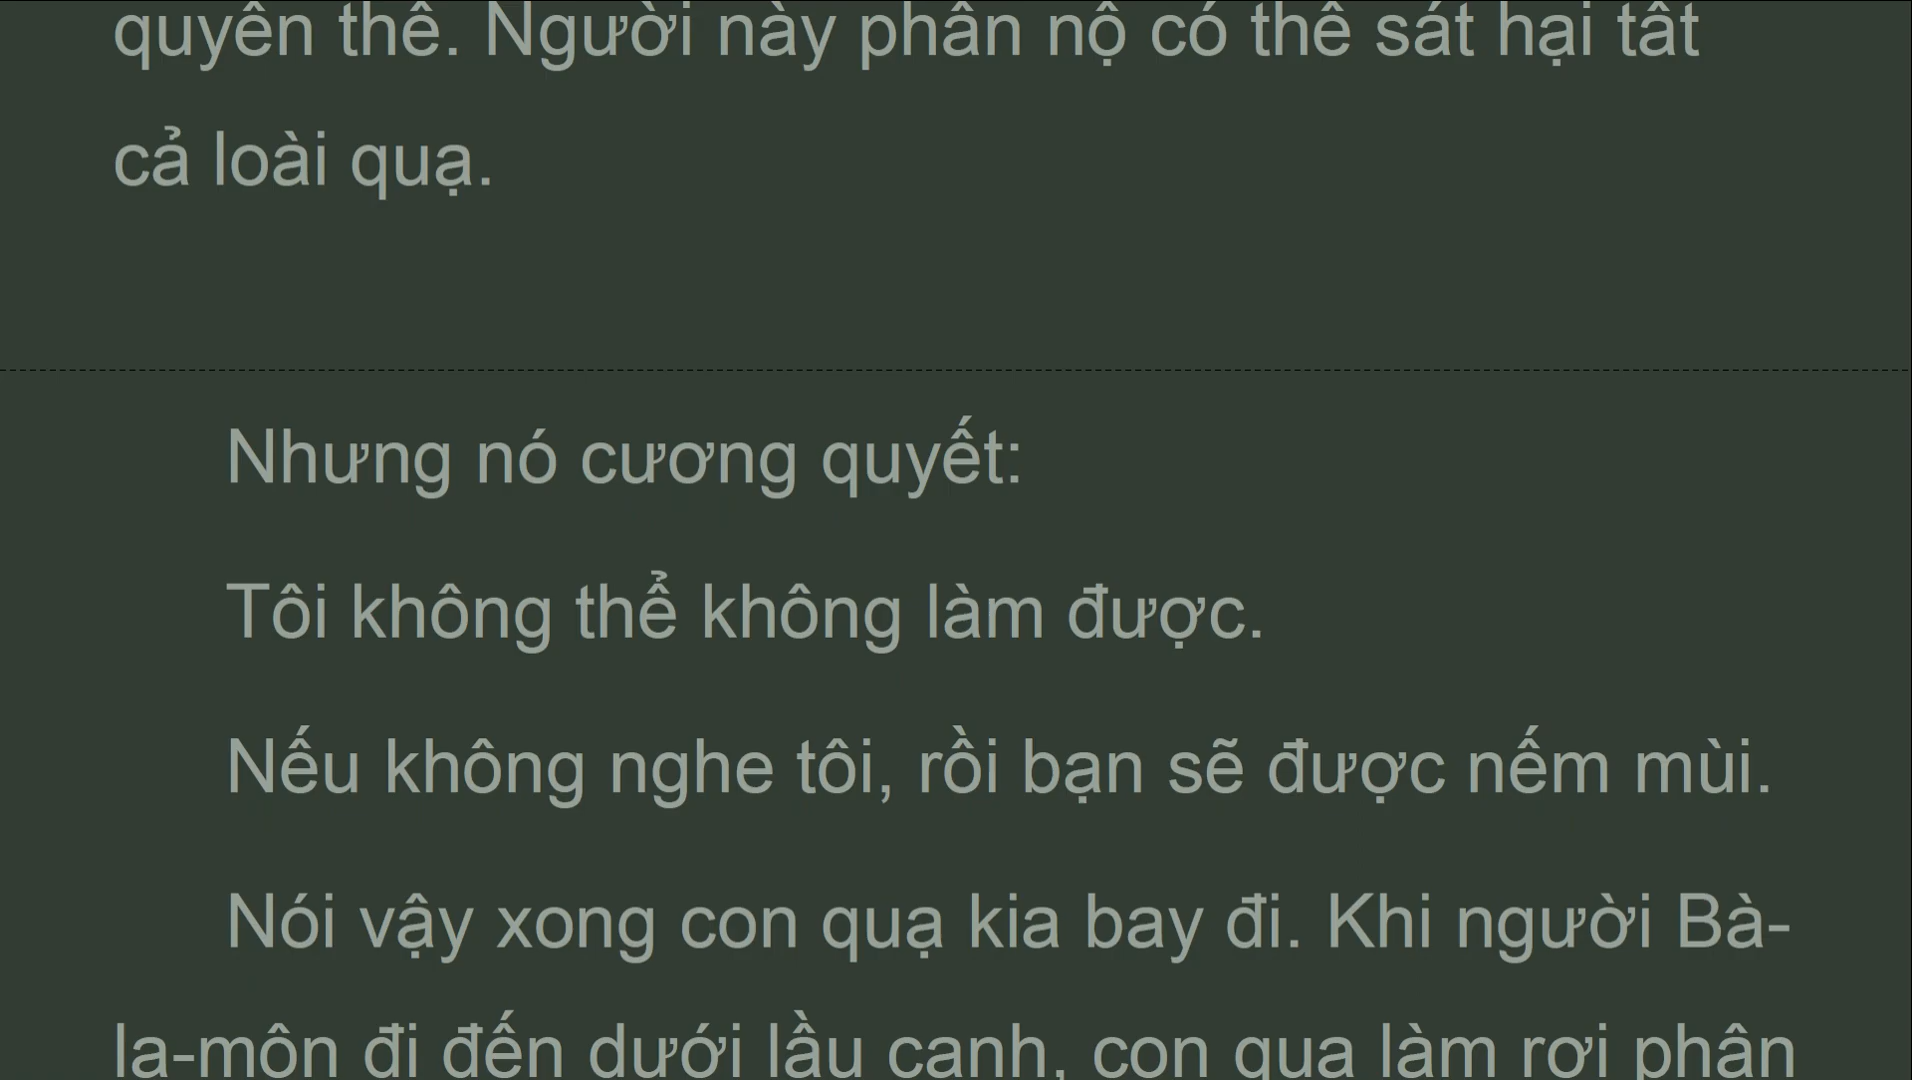 quyền thế. Người này phẫn nộ có thể sát hại tất
cả loài quạ.
Nhưng nó cương quyết:
Tôi không thể không làm được.
Nếu không nghe tôi, rồi bạn sẽ được nếm mùi.
Nói vậy xong con quạ kia bay đi. Khi người Bà-
la-môn đi đến dưới lầu canh, con quạ làm rơi phân